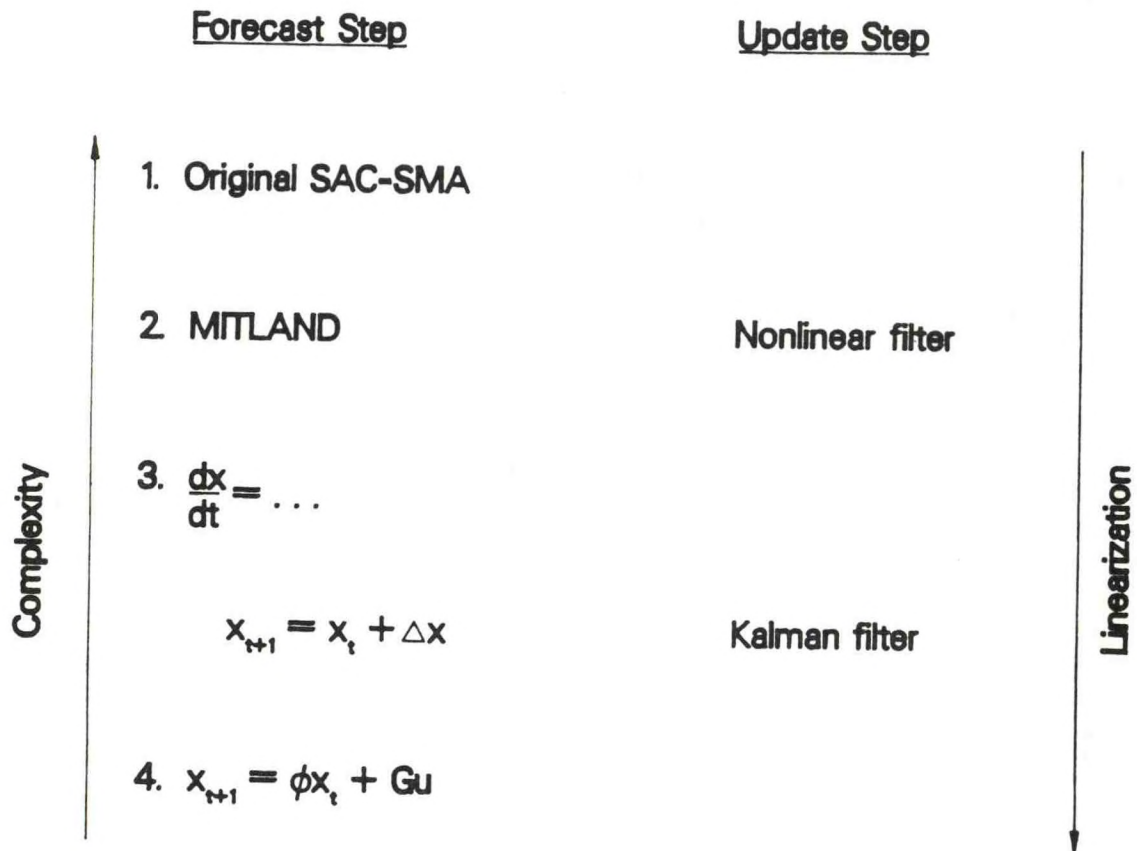 Forecast Step
Update Step
1. Original SAC-SMA
2. MITLAND
Nonlinear filter
3. dx/dt = ...
x_{t+1} = x_t + △x
Kalman filter
4. x_{t+1} = ϕx_t + Gu
Complexity
Linearization